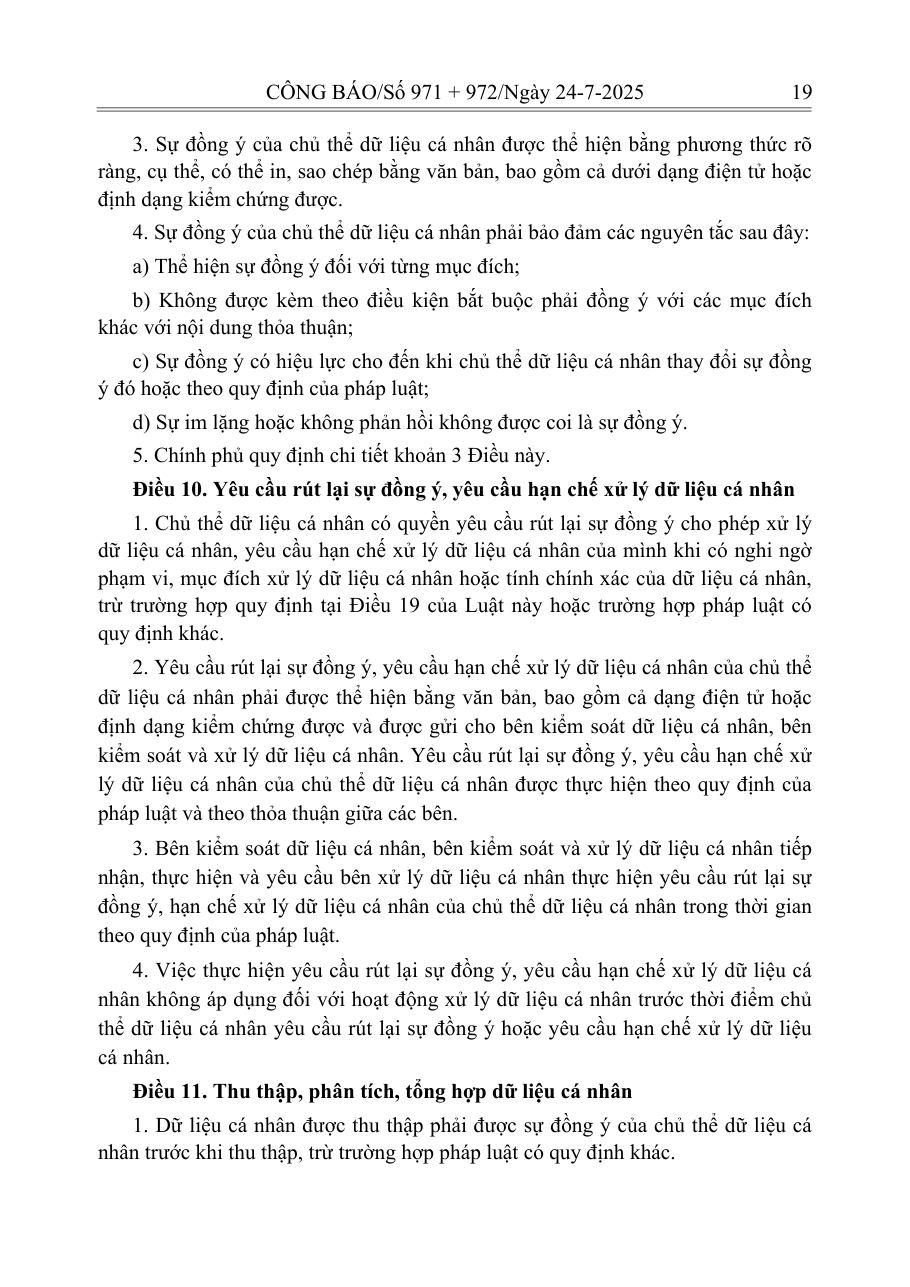 CÔNG BÁO/Số 971 + 972/Ngày 24-7-2025 19
3. Sự đồng ý của chủ thể dữ liệu cá nhân được thể hiện bằng phương thức rõ
ràng, cụ thể, có thể in, sao chép bằng văn bản, bao gồm cả dưới dạng điện tử hoặc
định dạng kiểm chứng được.
4. Sự đồng ý của chủ thể dữ liệu cá nhân phải bảo đảm các nguyên tắc sau đây:
a) Thể hiện sự đồng ý đối với từng mục đích;
b) Không được kèm theo điều kiện bắt buộc phải đồng ý với các mục đích
khác với nội dung thỏa thuận;
c) Sự đồng ý có hiệu lực cho đến khi chủ thể dữ liệu cá nhân thay đổi sự đồng
ý đó hoặc theo quy định của pháp luật;
d) Sự im lặng hoặc không phản hồi không được coi là sự đồng ý.
5. Chính phủ quy định chi tiết khoản 3 Điều này.
Điều 10. Yêu cầu rút lại sự đồng ý, yêu cầu hạn chế xử lý dữ liệu cá nhân
1. Chủ thể dữ liệu cá nhân có quyền yêu cầu rút lại sự đồng ý cho phép xử lý
dữ liệu cá nhân, yêu cầu hạn chế xử lý dữ liệu cá nhân của mình khi có nghi ngờ
phạm vi, mục đích xử lý dữ liệu cá nhân hoặc tính chính xác của dữ liệu cá nhân,
trừ trường hợp quy định tại Điều 19 của Luật này hoặc trường hợp pháp luật có
quy định khác.
2. Yêu cầu rút lại sự đồng ý, yêu cầu hạn chế xử lý dữ liệu cá nhân của chủ thể
dữ liệu cá nhân phải được thể hiện bằng văn bản, bao gồm cả dạng điện tử hoặc
định dạng kiểm chứng được và được gửi cho bên kiểm soát dữ liệu cá nhân, bên
kiểm soát và xử lý dữ liệu cá nhân. Yêu cầu rút lại sự đồng ý, yêu cầu hạn chế xử
lý dữ liệu cá nhân của chủ thể dữ liệu cá nhân được thực hiện theo quy định của
pháp luật và theo thỏa thuận giữa các bên.
3. Bên kiểm soát dữ liệu cá nhân, bên kiểm soát và xử lý dữ liệu cá nhân tiếp
nhận, thực hiện và yêu cầu bên xử lý dữ liệu cá nhân thực hiện yêu cầu rút lại sự
đồng ý, hạn chế xử lý dữ liệu cá nhân của chủ thể dữ liệu cá nhân trong thời gian
theo quy định của pháp luật.
4. Việc thực hiện yêu cầu rút lại sự đồng ý, yêu cầu hạn chế xử lý dữ liệu cá
nhân không áp dụng đối với hoạt động xử lý dữ liệu cá nhân trước thời điểm chủ
thể dữ liệu cá nhân yêu cầu rút lại sự đồng ý hoặc yêu cầu hạn chế xử lý dữ liệu
cá nhân.
Điều 11. Thu thập, phân tích, tổng hợp dữ liệu cá nhân
1. Dữ liệu cá nhân được thu thập phải được sự đồng ý của chủ thể dữ liệu cá
nhân trước khi thu thập, trừ trường hợp pháp luật có quy định khác.